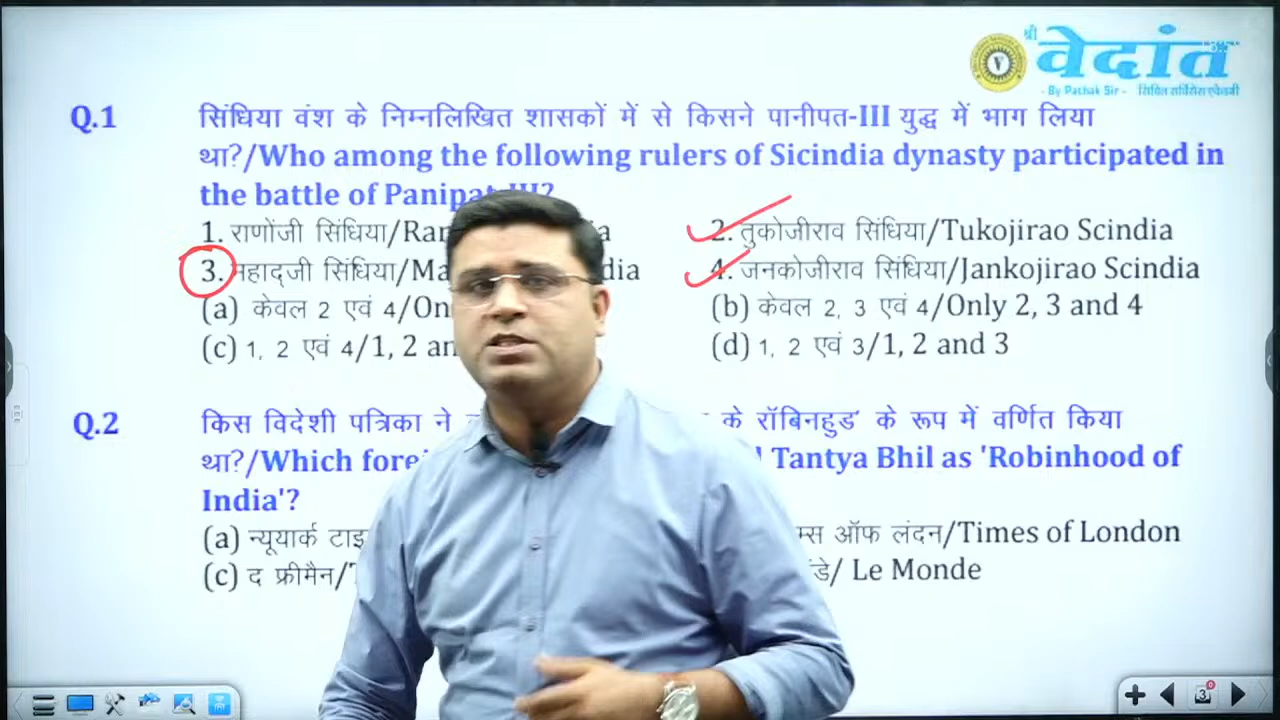 श्री
वेदांत
- By Pathak Sir - सिविल सर्विसेस एकेडमी
Q.1 सिंधिया वंश के निम्नलिखित शासकों में से किसने पानीपत-III युद्ध में भाग लिया
था?/Who among the following rulers of Sicindia dynasty participated in
the battle of Panipat-III?
1. राणोंजी सिंधिया/Ran 2. तुकोजीराव सिंधिया/Tukojirao Scindia
3. महाद्जी सिंधिया/Ma dia 4. जनकोजीराव सिंधिया/Jankojirao Scindia
(a) केवल 2 एवं 4/On (b) केवल 2, 3 एवं 4/Only 2, 3 and 4
(c) 1, 2 एवं 4/1, 2 an (d) 1, 2 एवं 3/1, 2 and 3
Q.2 किस विदेशी पत्रिका ने के रॉबिनहुड' के रूप में वर्णित किया
था?/Which forei Tantya Bhil as 'Robinhood of
India'?
(a) न्यूयार्क टाइ म्स ऑफ लंदन/Times of London
(c) द फ्रीमैन/ / Le Monde
3